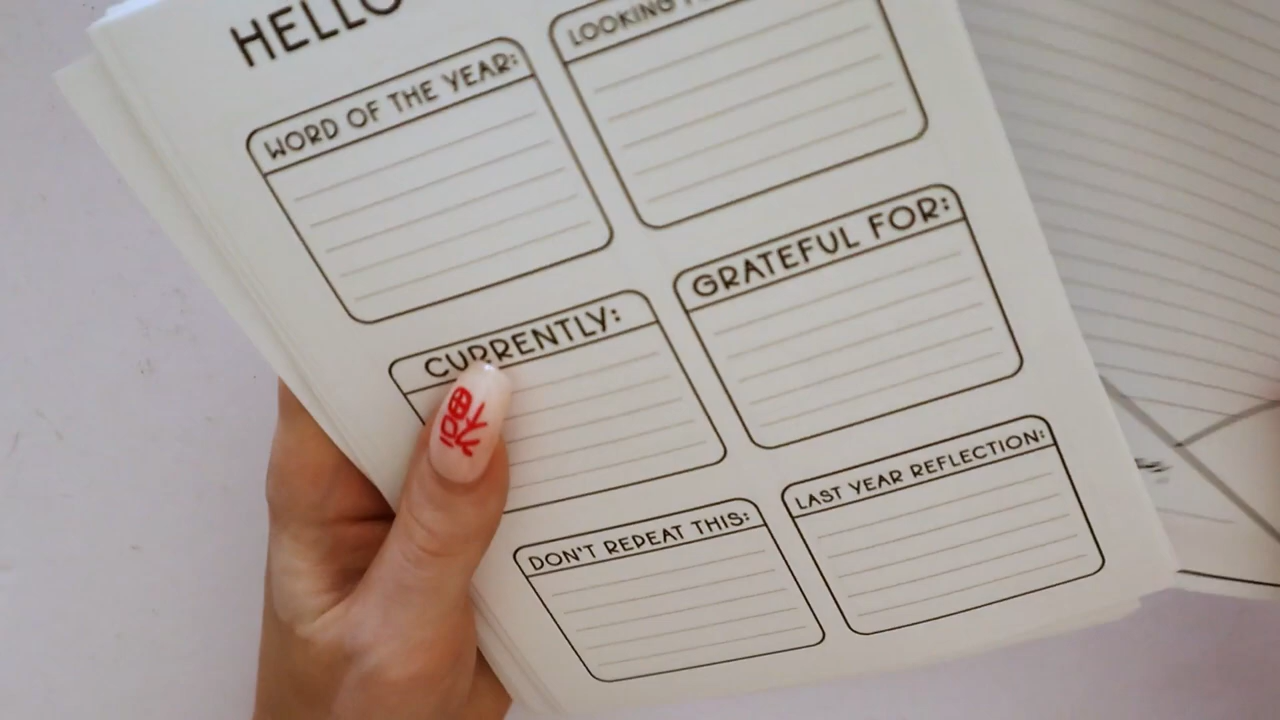 HELLO
WORD OF THE YEAR:
LOOKING
CURRENTLY:
GRATEFUL FOR:
DON'T REPEAT THIS:
LAST YEAR REFLECTION: